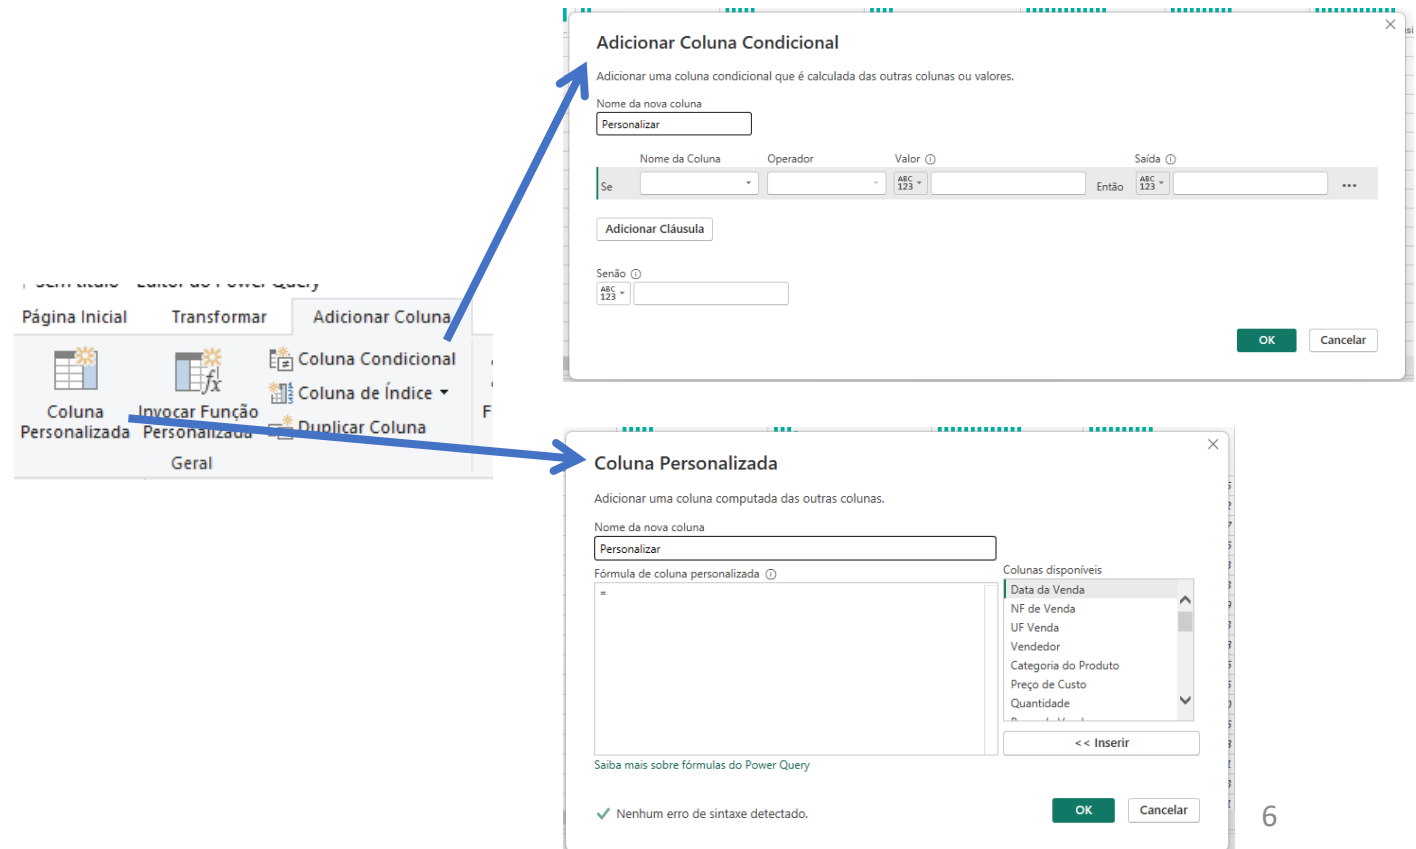 Página Inicial Transformar Adicionar Coluna
Coluna Personalizada
Invocar Função Personalizada
Coluna Condicional
Coluna de Índice
Duplicar Coluna
Geral
Adicionar Coluna Condicional
Adicionar uma coluna condicional que é calculada das outras colunas ou valores.
Nome da nova coluna
Personalizar
Nome da Coluna Operador Valor Saída
Se ABC 123 Então ABC 123 ...
Adicionar Cláusula
Senão
ABC 123
OK Cancelar
Coluna Personalizada
Adicionar uma coluna computada das outras colunas.
Nome da nova coluna
Personalizar
Fórmula de coluna personalizada
=
Colunas disponíveis
Data da Venda
NF de Venda
UF Venda
Vendedor
Categoria do Produto
Preço de Custo
Quantidade
<< Inserir
Saiba mais sobre fórmulas do Power Query
Nenhum erro de sintaxe detectado.
OK Cancelar
6